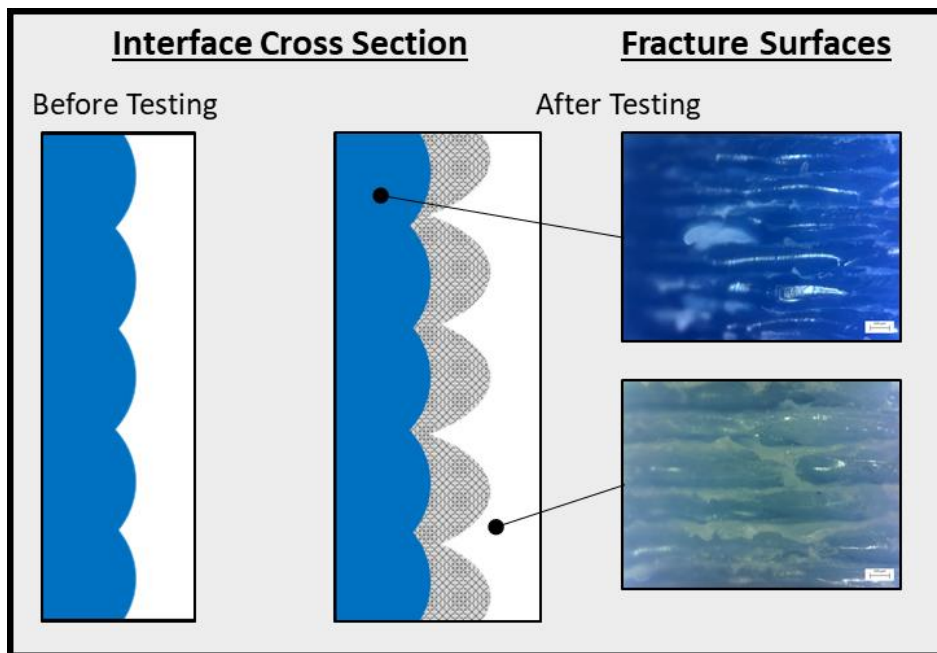 Interface Cross Section
Fracture Surfaces
Before Testing
After Testing